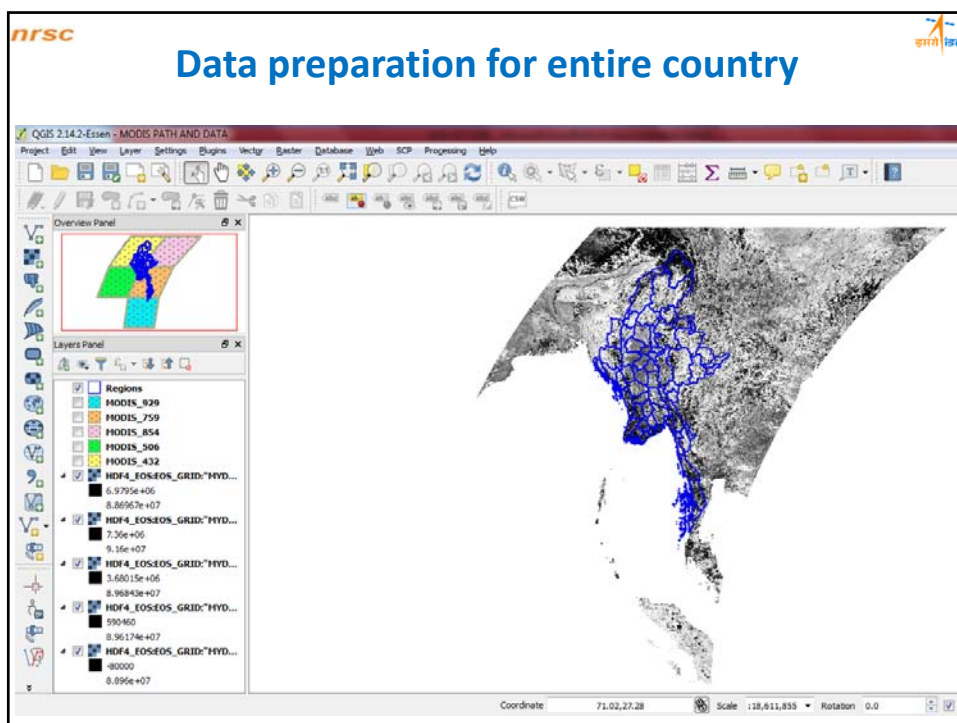 nrsc
इसरो
Data preparation for entire country
QGIS 2.14.2-Essen - MODIS PATH AND DATA
Project Edit View Layer Settings Plugins Vector Raster Database Web SCP Processing Help
CSW
Overview Panel
Layers Panel
Regions
MODIS_929
MODIS_759
MODIS_854
MODIS_506
MODIS_432
HDF4_EOS:EOS_GRID:"MYD...
6.9795e+06
8.86967e+07
HDF4_EOS:EOS_GRID:"MYD...
7.36e+06
9.16e+07
HDF4_EOS:EOS_GRID:"MYD...
3.68015e+06
8.96843e+07
HDF4_EOS:EOS_GRID:"MYD...
590460
8.96174e+07
HDF4_EOS:EOS_GRID:"MYD...
-80000
8.896e+07
Coordinate 71.02,27.28 Scale :18,611,855 Rotation 0.0